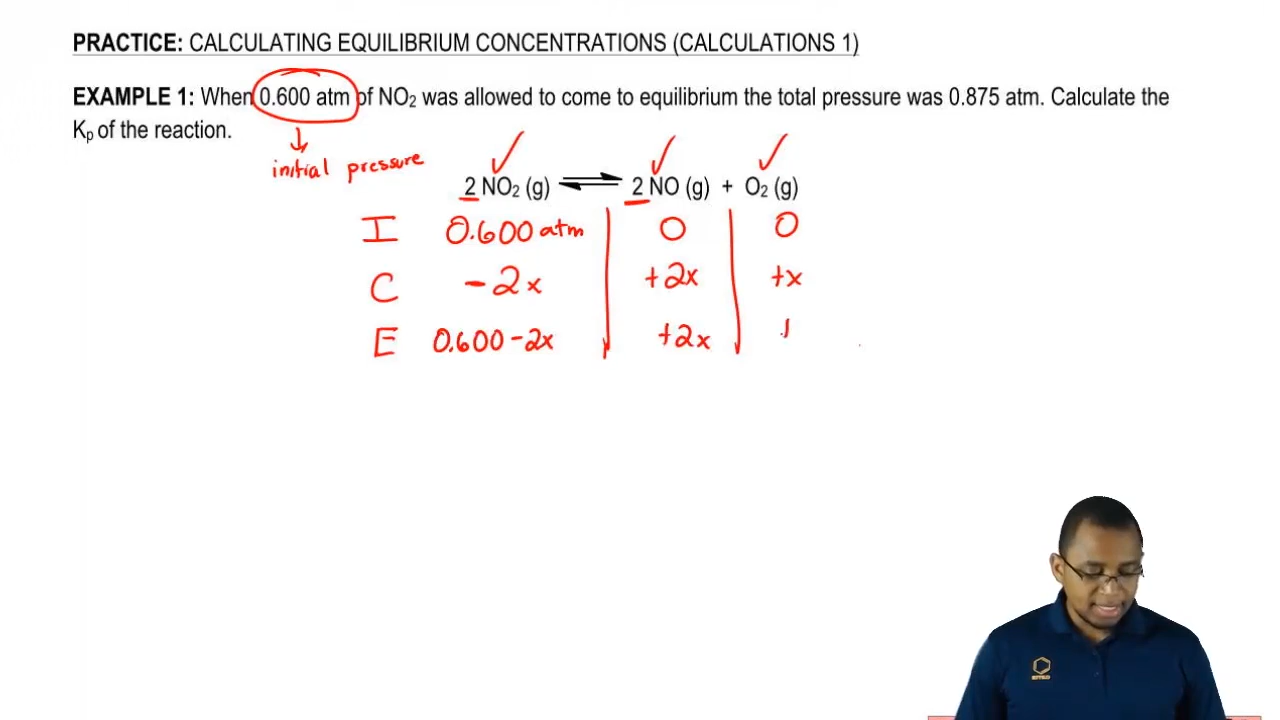 PRACTICE: CALCULATING EQUILIBRIUM CONCENTRATIONS (CALCULATIONS 1)
EXAMPLE 1: When 0.600 atm of NO₂ was allowed to come to equilibrium the total pressure was 0.875 atm. Calculate the
Kp of the reaction.
initial pressure
2 NO₂ (g) ⇌ 2 NO (g) + O₂ (g)
I 0.600 atm 0 0
C -2x +2x +x
E 0.600-2x +2x